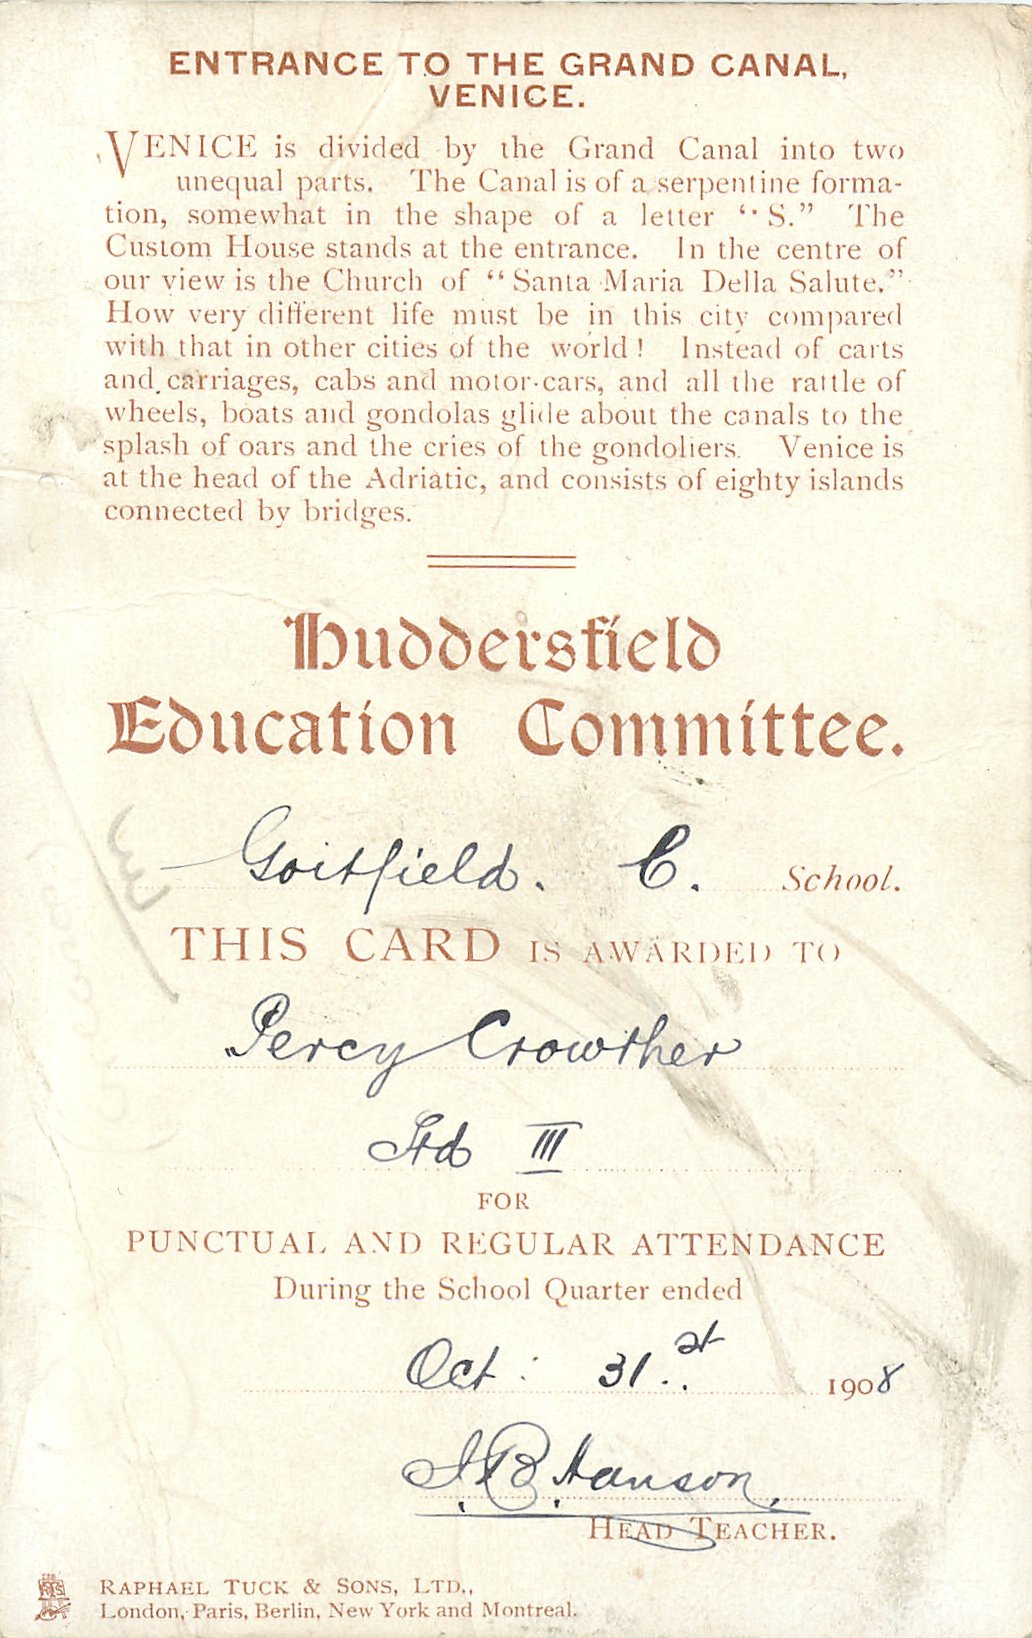 ENTRANCE TO THE GRAND CANAL,
VENICE.
VENICE is divided by the Grand Canal into two
unequal parts. The Canal is of a serpentine forma-
tion, somewhat in the shape of a letter "S." The
Custom House stands at the entrance. In the centre of
our view is the Church of "Santa Maria Della Salute."
How very different life must be in this city compared
with that in other cities of the world! Instead of carts
and carriages, cabs and motor-cars, and all the rattle of
wheels, boats and gondolas glide about the canals to the
splash of oars and the cries of the gondoliers. Venice is
at the head of the Adriatic, and consists of eighty islands
connected by bridges.
Huddersfield
Education Committee.
Goitfield. C. School.
THIS CARD IS AWARDED TO
Percy Crowther
Std III
FOR
PUNCTUAL AND REGULAR ATTENDANCE
During the School Quarter ended
Oct: 31.st 1908
B. Hanson.
HEAD TEACHER.
RAPHAEL TUCK & SONS, LTD.,
London, Paris, Berlin, New York and Montreal.